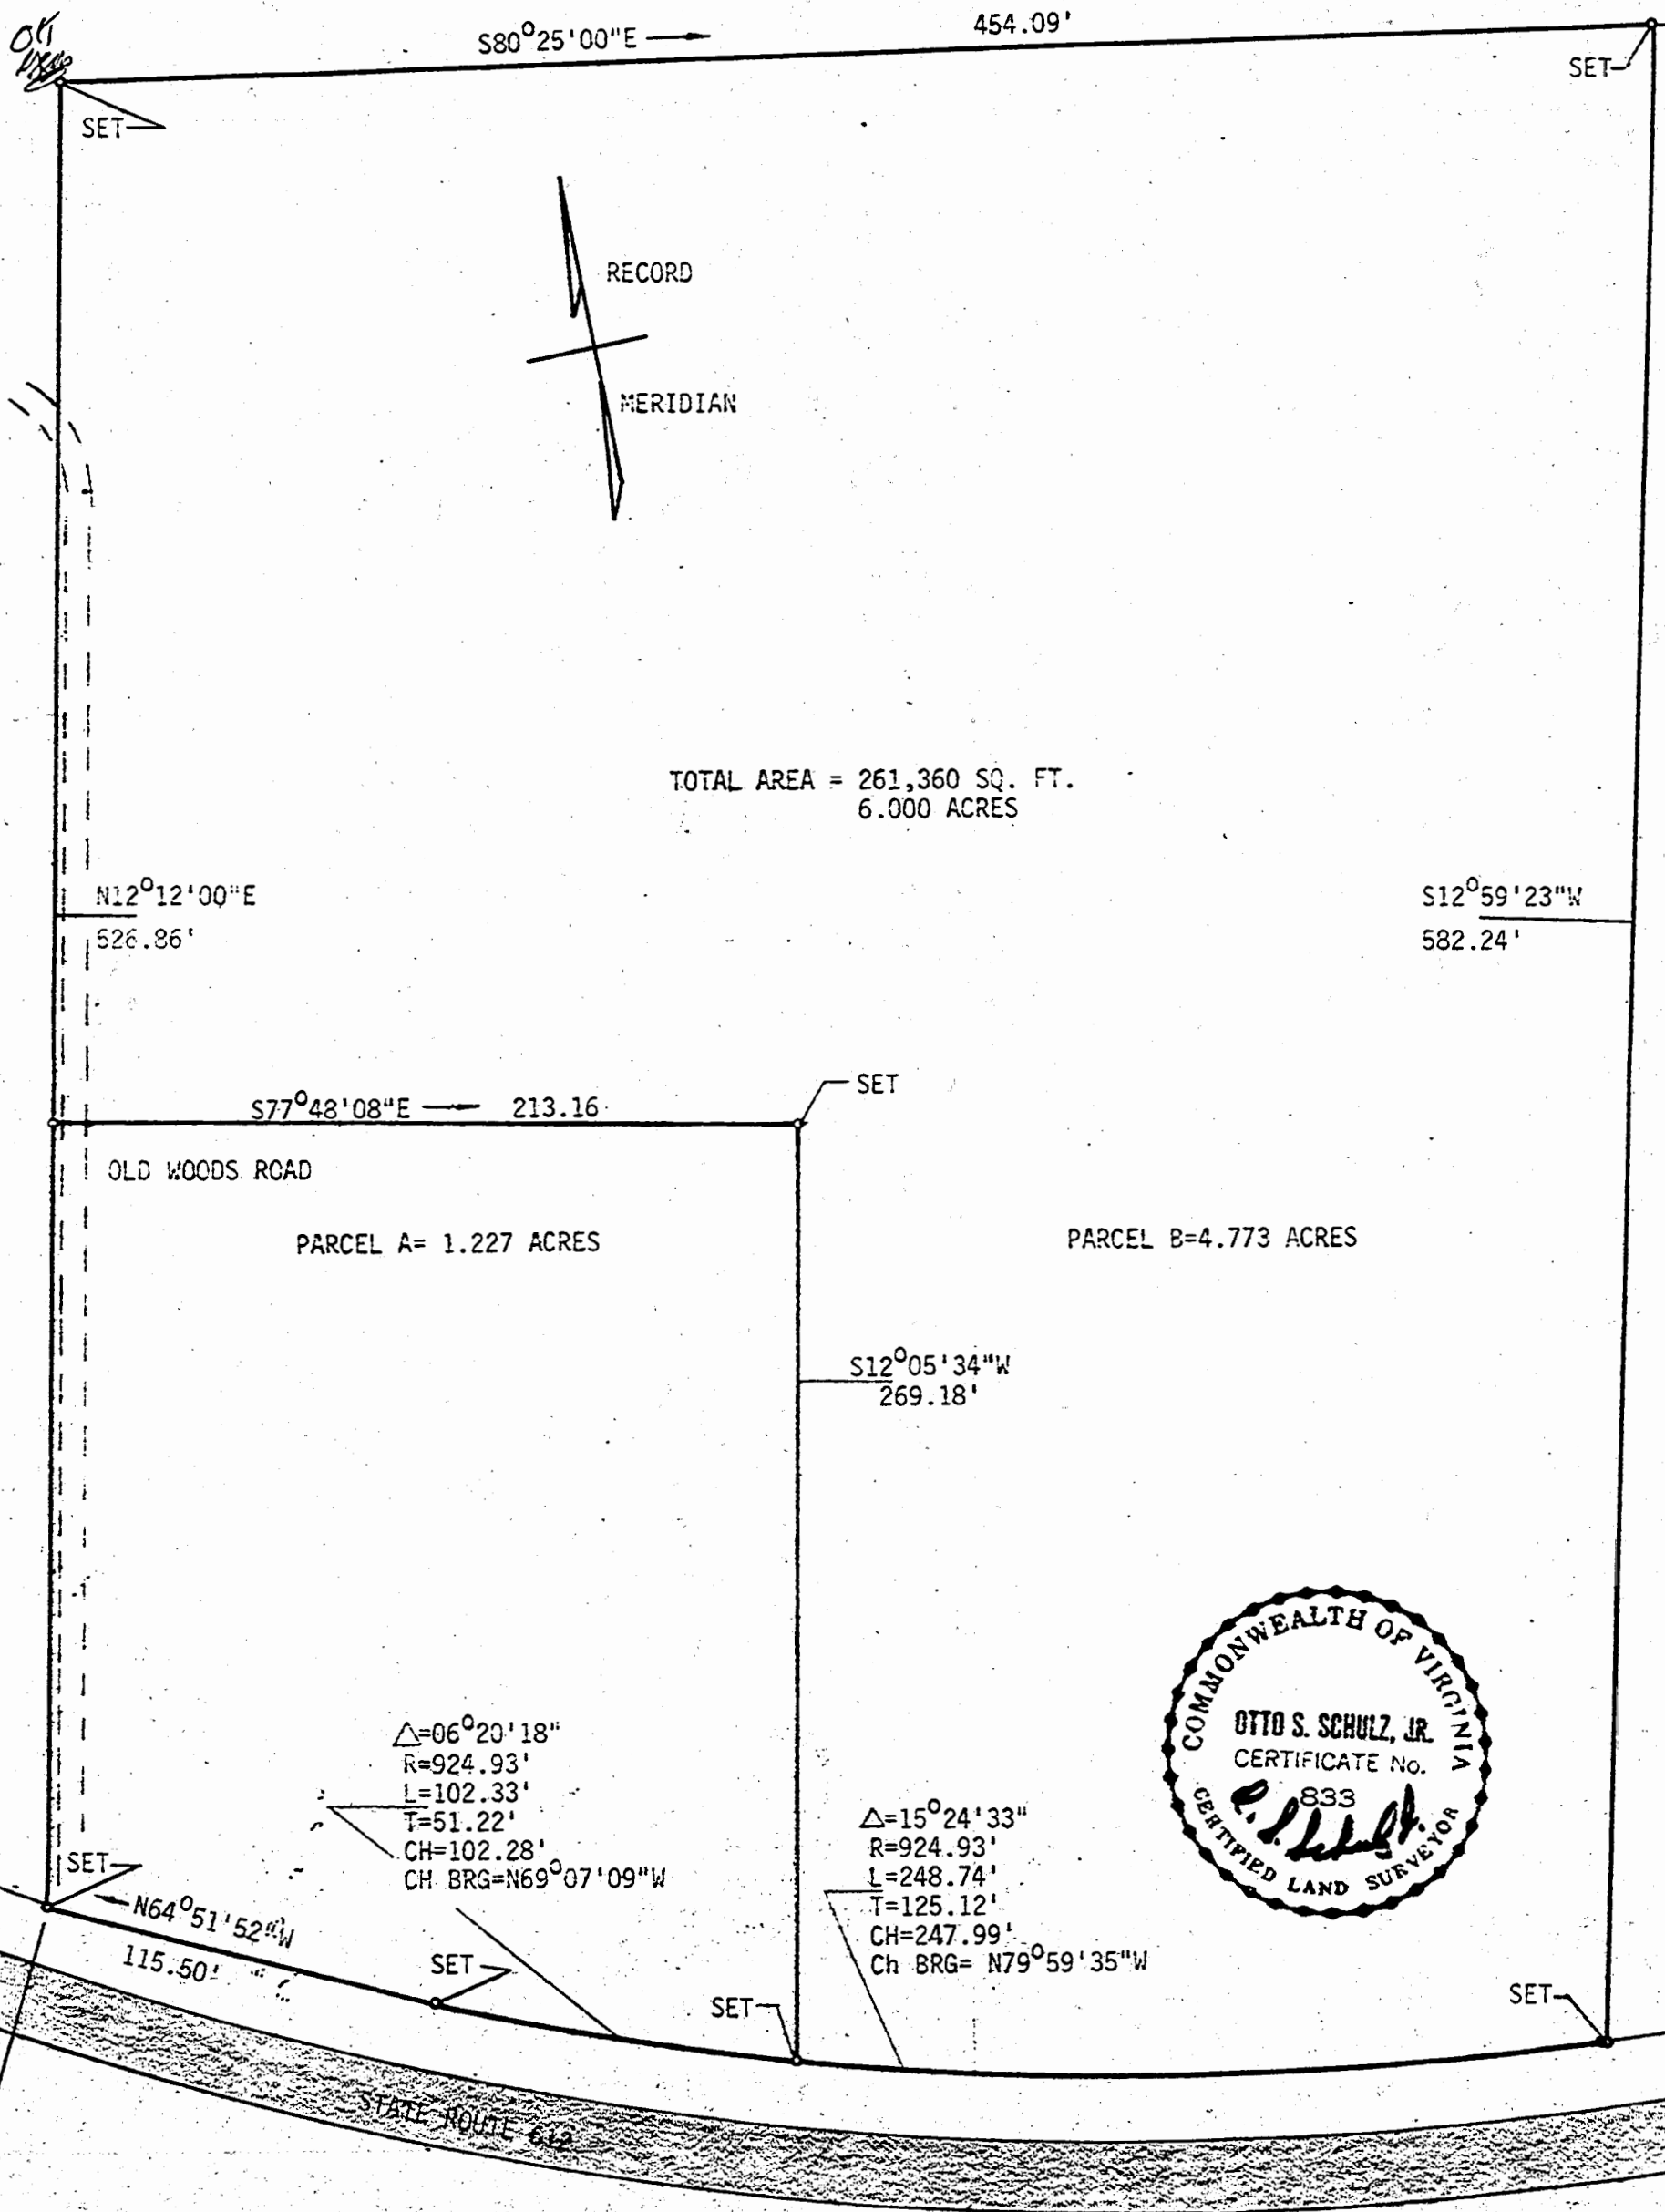 OK
S80°25'00"E 454.09'
SET
SET
RECORD
MERIDIAN
TOTAL AREA = 261,360 SQ. FT.
6.000 ACRES
N12°12'00"E
526.86'
S12°59'23"W
582.24'
SET
S77°48'08"E 213.16
OLD WOODS ROAD
PARCEL A= 1.227 ACRES
PARCEL B=4.773 ACRES
S12°05'34"W
269.18'
COMMONWEALTH OF VIRGINIA
OTTO S. SCHULZ, JR.
CERTIFICATE No.
833
CERTIFIED LAND SURVEYOR
△=06°20'18"
R=924.93'
L=102.33'
T=51.22'
CH=102.28'
CH BRG=N69°07'09"W
△=15°24'33"
R=924.93'
L=248.74'
T=125.12'
CH=247.99'
Ch BRG= N79°59'35"W
SET
N64°51'52"W
115.50'
SET
SET
SET
STATE ROUTE